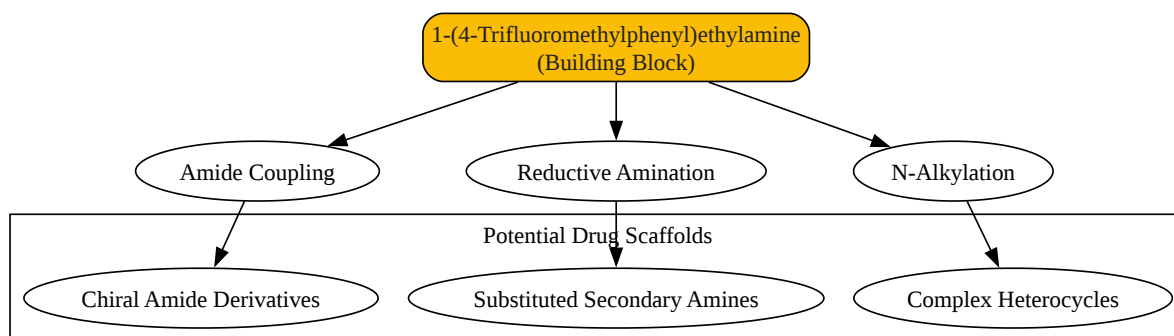 1-(4-Trifluoromethylphenyl)ethylamine
(Building Block)
Amide Coupling
Reductive Amination
N-Alkylation
Potential Drug Scaffolds
Chiral Amide Derivatives
Substituted Secondary Amines
Complex Heterocycles